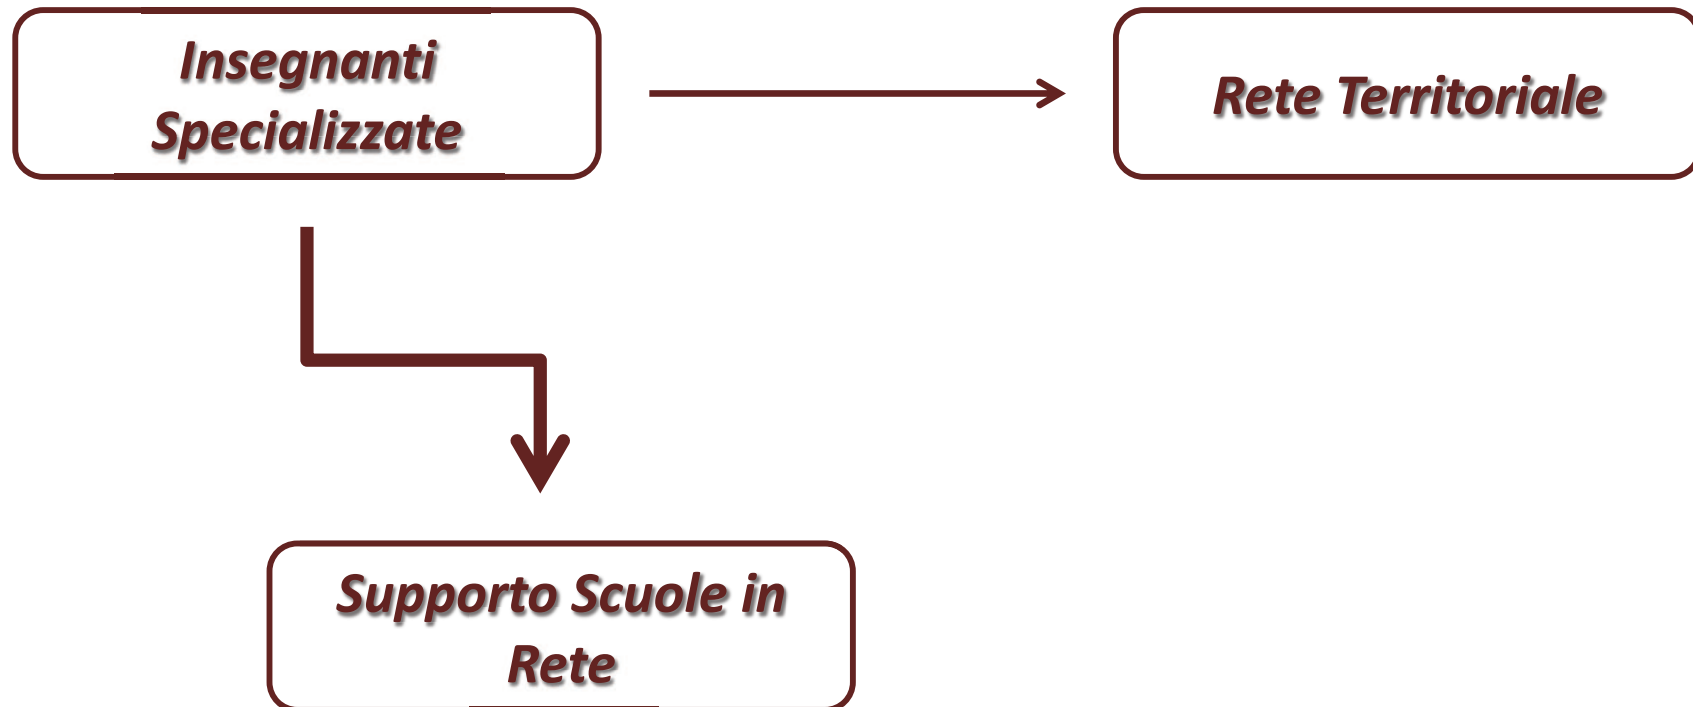 Insegnanti
Specializzate
Rete Territoriale
Supporto Scuole in
Rete